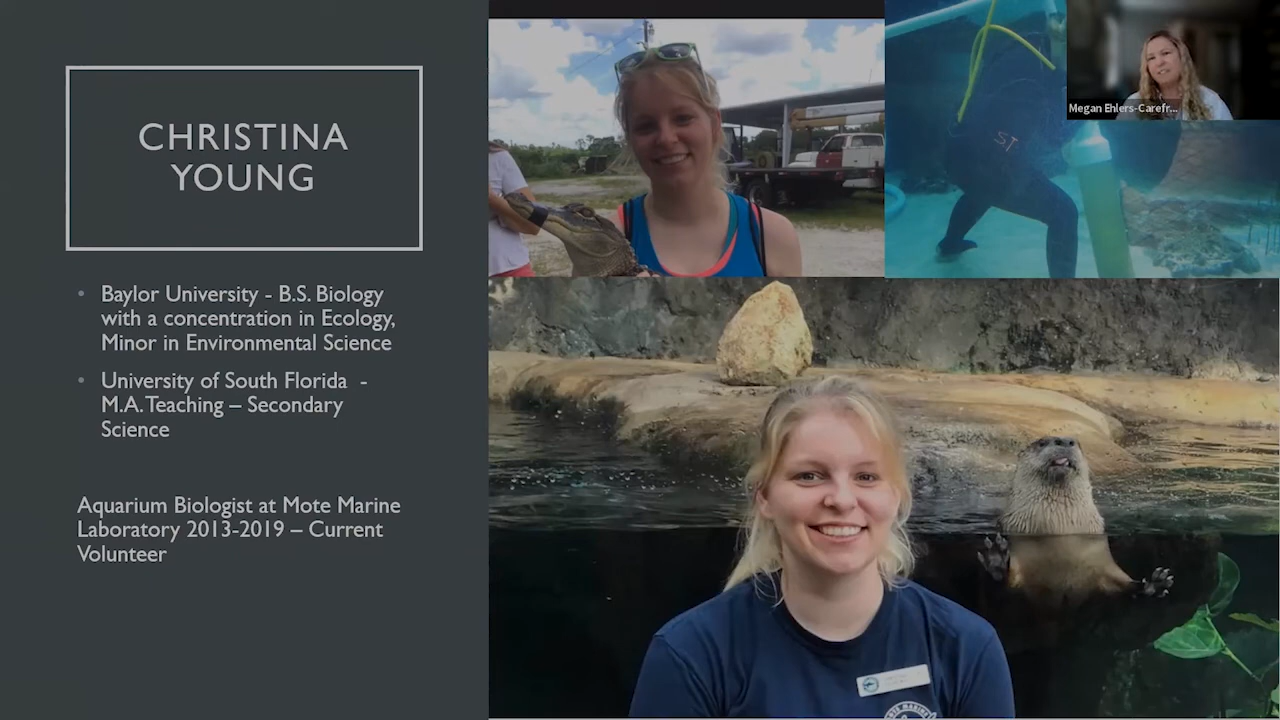 CHRISTINA
YOUNG
• Baylor University - B.S. Biology
with a concentration in Ecology,
Minor in Environmental Science
• University of South Florida -
M.A. Teaching – Secondary
Science
Aquarium Biologist at Mote Marine
Laboratory 2013-2019 – Current
Volunteer
ST
Megan Ehlers-Carefr...